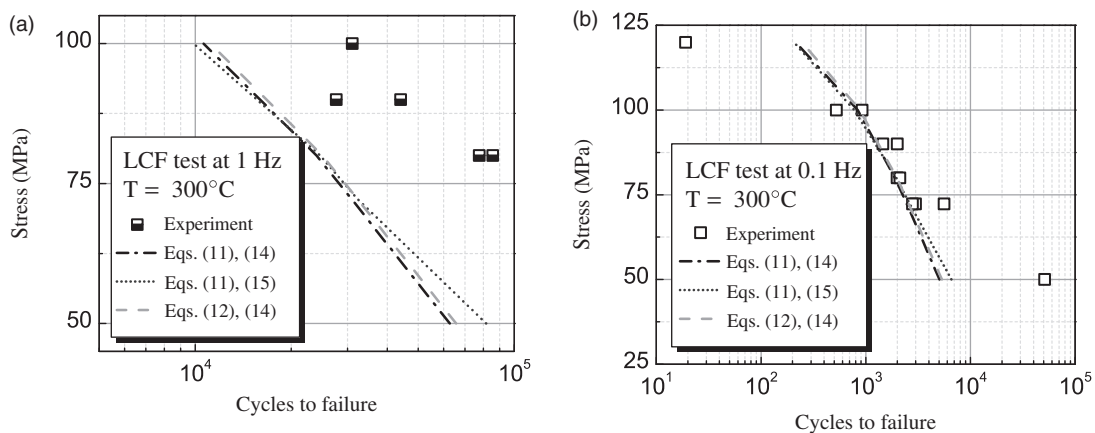 (a)
100
75
50
Stress (MPa)
LCF test at 1 Hz
T = 300°C
Experiment
Eqs. (11), (14)
Eqs. (11), (15)
Eqs. (12), (14)
10^4
10^5
Cycles to failure
(b)
125
100
75
50
25
Stress (MPa)
LCF test at 0.1 Hz
T = 300°C
Experiment
Eqs. (11), (14)
Eqs. (11), (15)
Eqs. (12), (14)
10^1
10^2
10^3
10^4
10^5
Cycles to failure